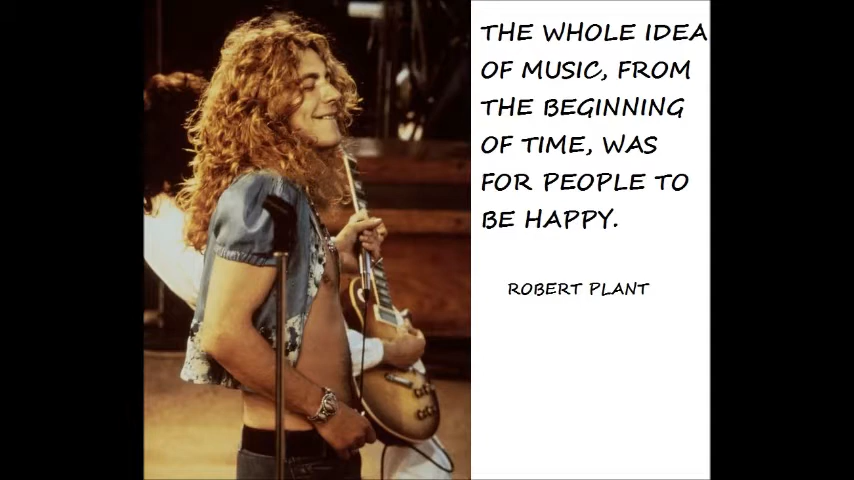 THE WHOLE IDEA
OF MUSIC, FROM
THE BEGINNING
OF TIME, WAS
FOR PEOPLE TO
BE HAPPY.
ROBERT PLANT